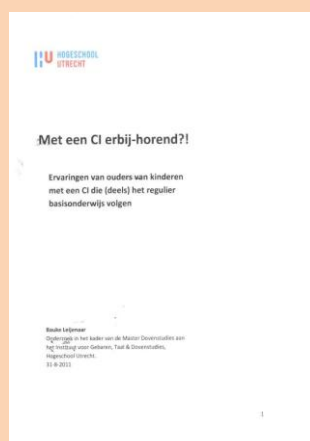 HU HOGESCHOOL
UTRECHT
Met een CI erbij-horend?!
Ervaringen van ouders van kinderen
met een CI die (deels) het regulier
basisonderwijs volgen
Bauke Leijenaar
Onderzoek in het kader van de Master Dovenstudies aan
het Instituut voor Gebaren, Taal & Dovenstudies,
Hogeschool Utrecht.
31-8-2011
1